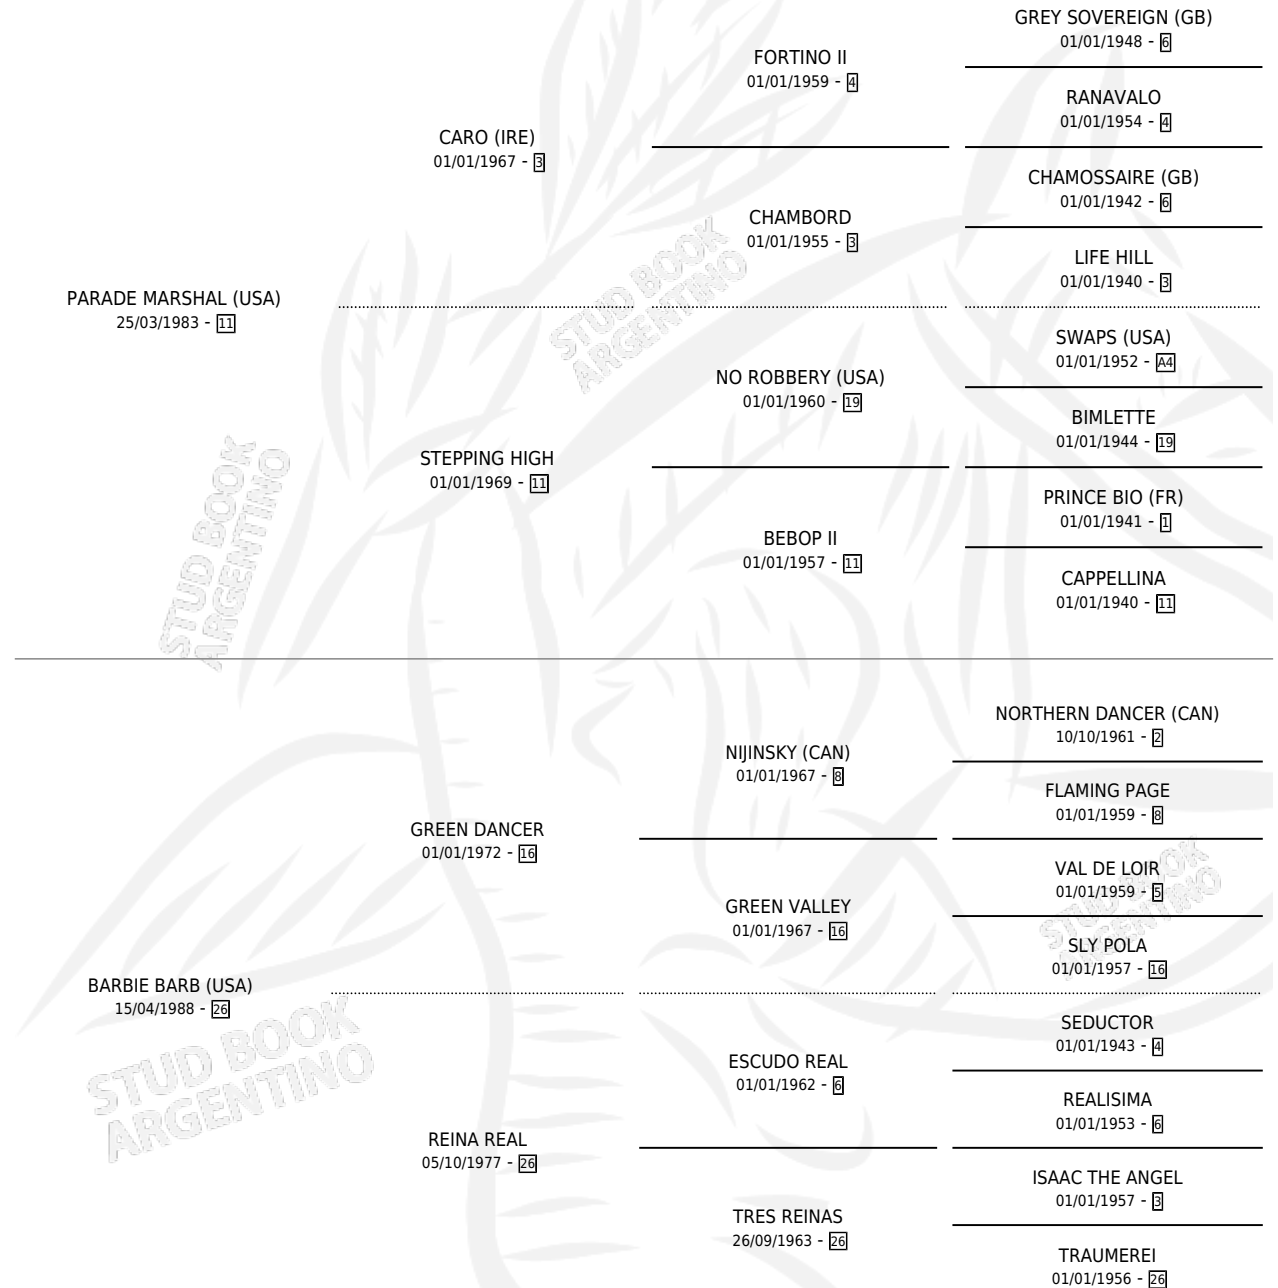 GREY SOVEREIGN (GB)
01/01/1948 - 6
FORTINO II
01/01/1959 - 4
RANAVALO
01/01/1954 - 4
CARO (IRE)
01/01/1967 - 3
CHAMOSSAIRE (GB)
01/01/1942 - 6
CHAMBORD
01/01/1955 - 3
LIFE HILL
01/01/1940 - 3
PARADE MARSHAL (USA)
25/03/1983 - 11
STUD BOOK
ARGENTINO
SWAPS (USA)
01/01/1952 - A4
NO ROBBERY (USA)
01/01/1960 - 19
BIMLETTE
01/01/1944 - 19
STEPPING HIGH
01/01/1969 - 11
PRINCE BIO (FR)
01/01/1941 - 1
BEBOP II
01/01/1957 - 11
CAPPELLINA
01/01/1940 - 11
STUD BOOK
ARGENTINO
NORTHERN DANCER (CAN)
10/10/1961 - 2
NIJINSKY (CAN)
01/01/1967 - 8
FLAMING PAGE
01/01/1959 - 8
GREEN DANCER
01/01/1972 - 16
VAL DE LOIR
01/01/1959 - 5
GREEN VALLEY
01/01/1967 - 16
STUD BOOK
ARGENTINO
SLY POLA
01/01/1957 - 16
BARBIE BARB (USA)
15/04/1988 - 26
STUD BOOK
ARGENTINO
SEDUCTOR
01/01/1943 - 4
ESCUDO REAL
01/01/1962 - 6
REALISIMA
01/01/1953 - 6
REINA REAL
05/10/1977 - 26
ISAAC THE ANGEL
01/01/1957 - 3
TRES REINAS
26/09/1963 - 26
TRAUMEREI
01/01/1956 - 26